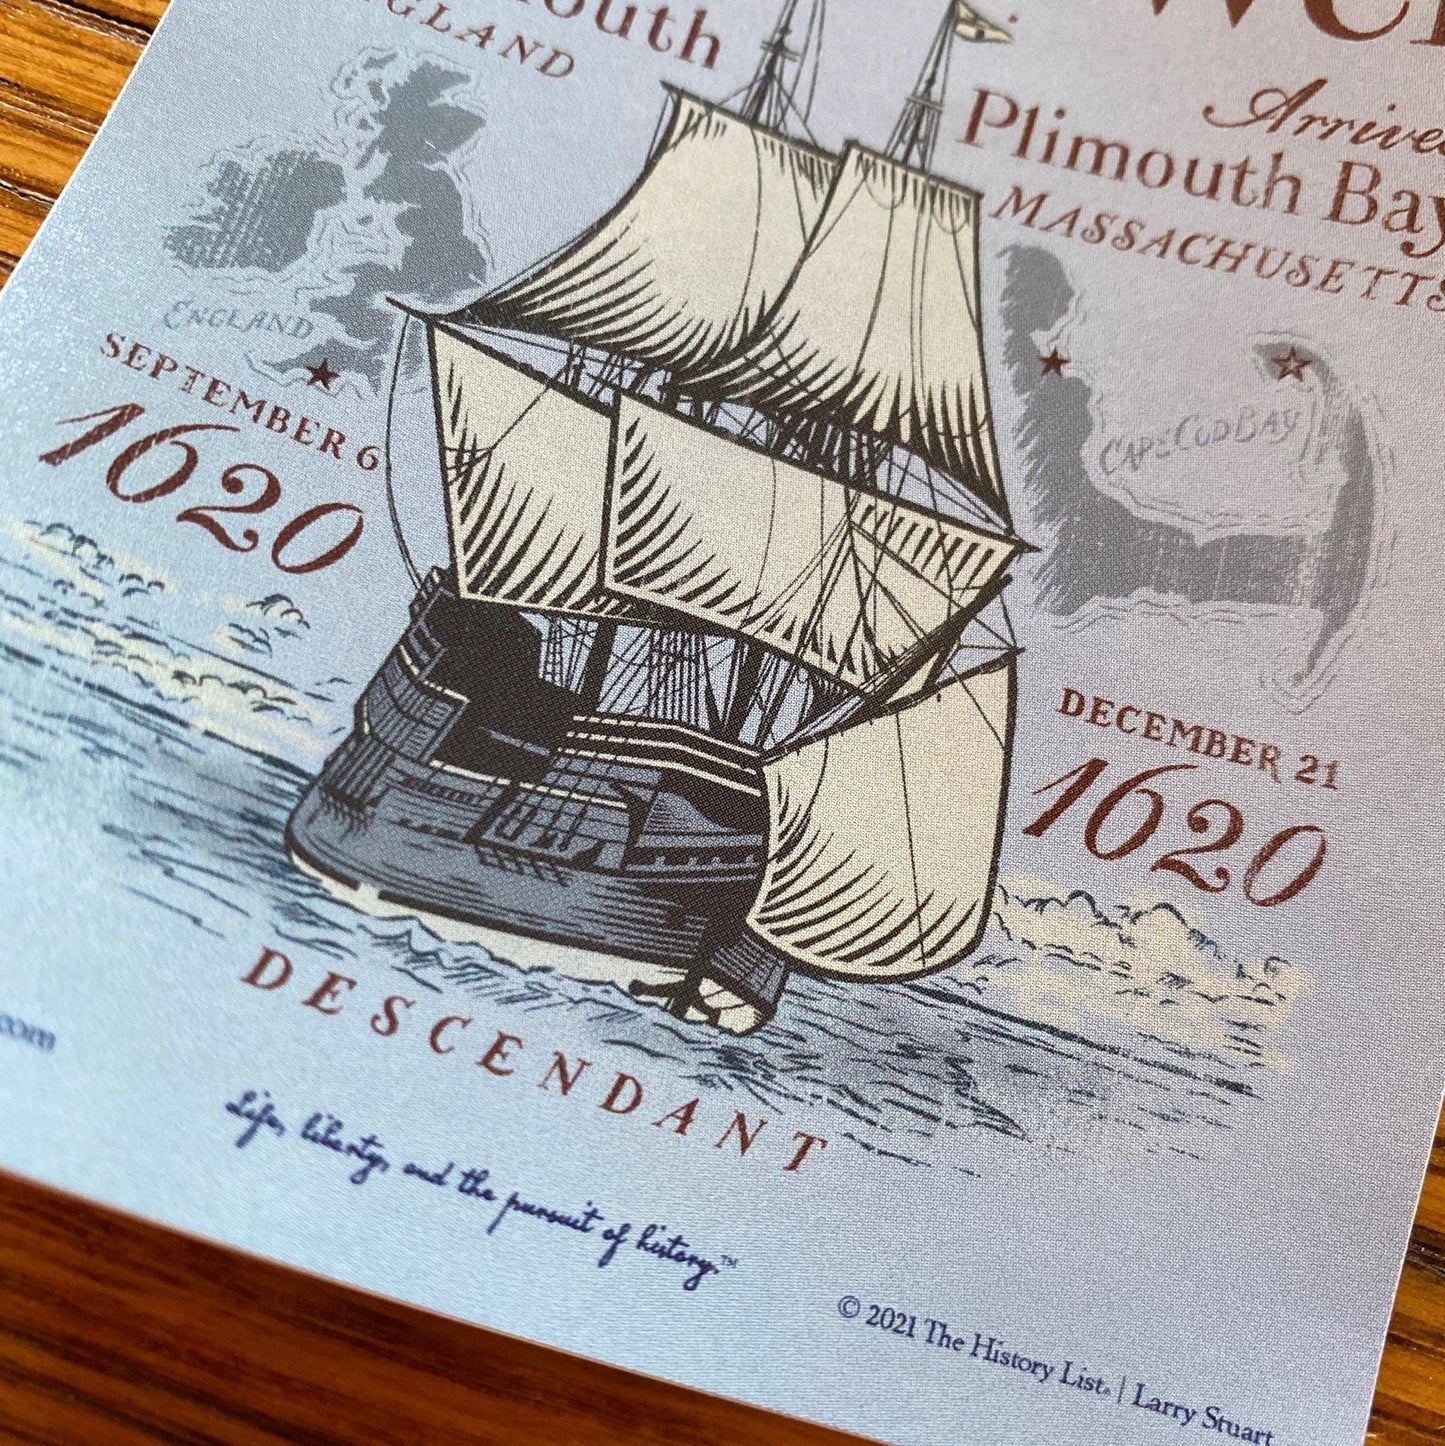 ENGLAND
Arrived
Plimouth Bay
MASSACHUSETTS
ENGLAND
SEPTEMBER 6
1620
CAPE COD BAY
DECEMBER 21
1620
DESCENDANT
Life, liberty, and the pursuit of history.™
© 2021 The History List® | Larry Stuart